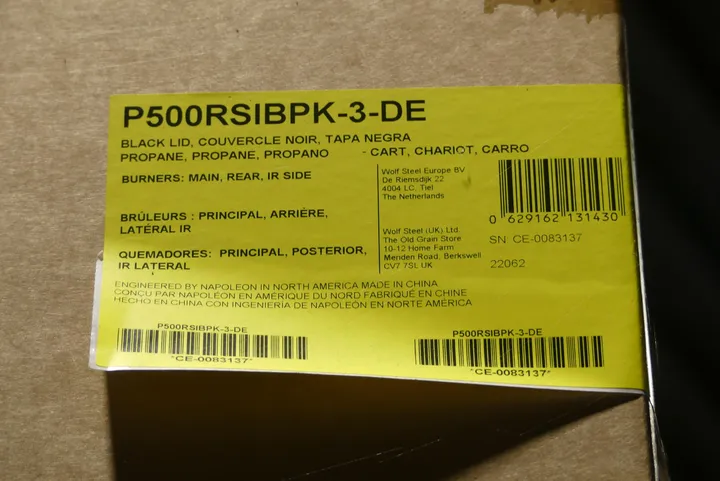 P500RSIBPK-3-DE
BLACK LID, COUVERCLE NOIR, TAPA NEGRA
PROPANE, PROPANE, PROPANO - CART, CHARIOT, CARRO
BURNERS: MAIN, REAR, IR SIDE
BRÛLEURS : PRINCIPAL, ARRIÈRE,
LATÉRAL IR
QUEMADORES: PRINCIPAL, POSTERIOR,
IR LATERAL
Wolf Steel Europe BV
De Riemsdijk 22
4004 LC, Tiel
The Netherlands
Wolf Steel (UK) Ltd.
The Old Grain Store
10-12 Home Farm
Meriden Road, Berkswell
CV7 7SL UK
0 629162 131430
SN CE-0083137
22062
ENGINEERED BY NAPOLEON IN NORTH AMERICA MADE IN CHINA
CONÇU PAR NAPOLÉON EN AMÉRIQUE DU NORD FABRIQUÉ EN CHINE
HECHO EN CHINA CON INGENIERÍA DE NAPOLEÓN EN NORTE AMÉRICA
P500RSIBPK-3-DE
*CE-0083137*
P500RSIBPK-3-DE
*CE-0083137*